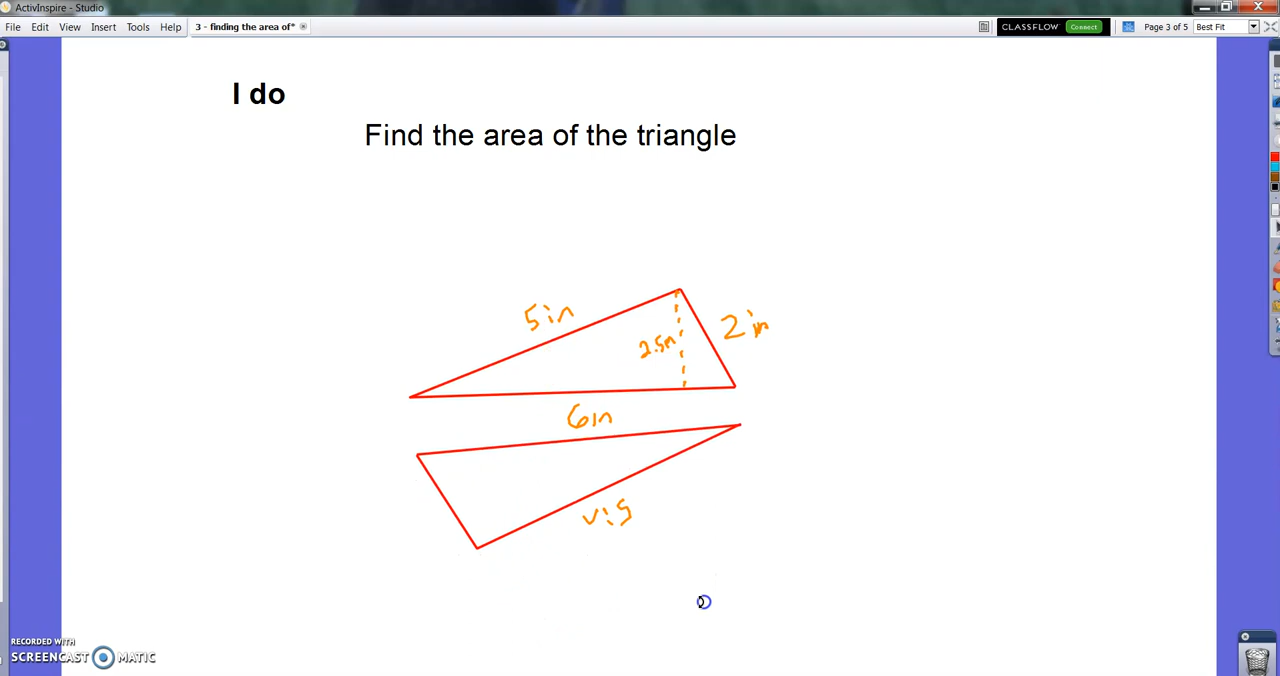 ActivInspire - Studio
File Edit View Insert Tools Help 3 - finding the area of* CLASSFLOW Connect Page 3 of 5 Best Fit
I do
Find the area of the triangle
5in
2in
2.5in
6in
RECORDED WITH
SCREENCAST MATIC